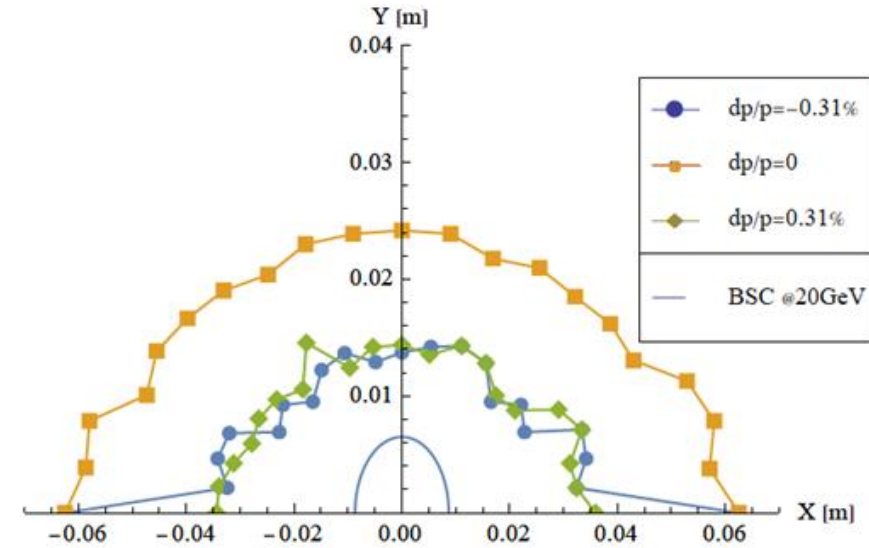 Y [m]
0.04
0.03
0.02
0.01
−0.06
−0.04
−0.02
0.00
0.02
0.04
0.06
X [m]
dp/p=−0.31%
dp/p=0
dp/p=0.31%
BSC @20GeV